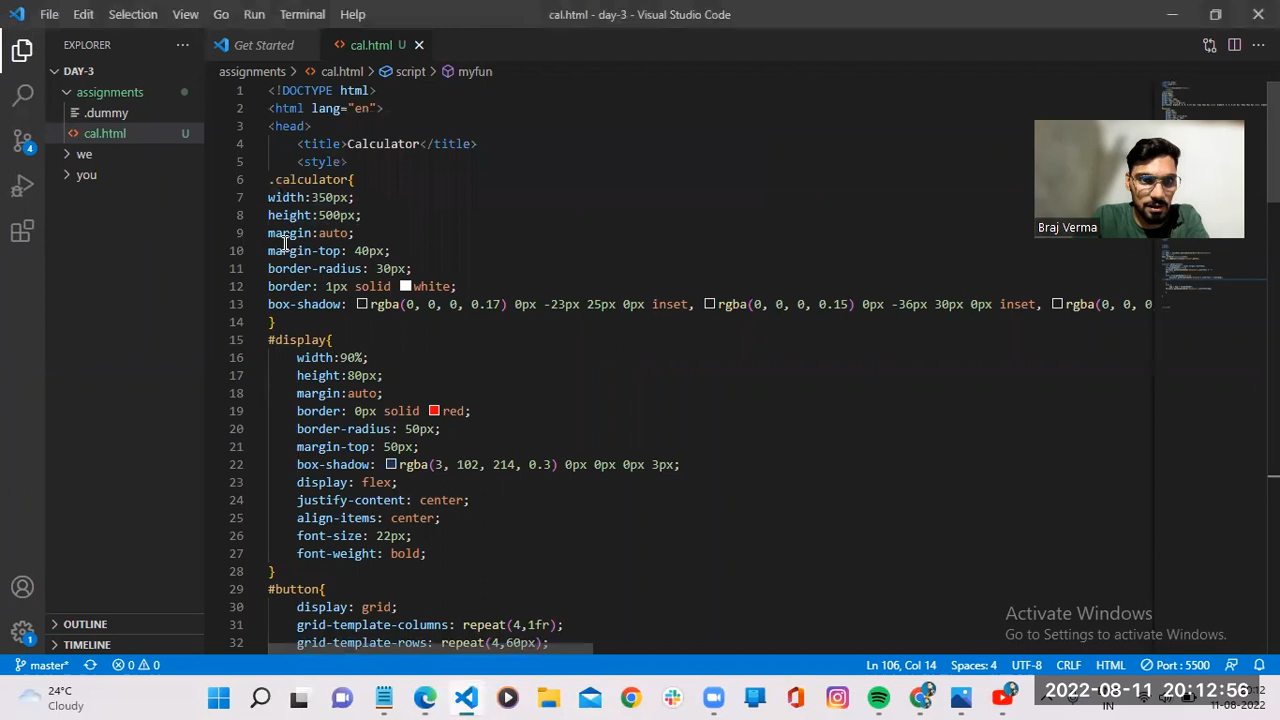 File Edit Selection View Go Run Terminal Help
cal.html - day-3 - Visual Studio Code
EXPLORER
Get Started
cal.html U
DAY-3
assignments
.dummy
cal.html U
we
you
OUTLINE
TIMELINE
assignments > cal.html > script > myfun
1 <!DOCTYPE html>
2 <html lang="en">
3 <head>
4 <title>Calculator</title>
5 <style>
6 .calculator{
7 width:350px;
8 height:500px;
9 margin:auto;
10 margin-top: 40px;
11 border-radius: 30px;
12 border: 1px solid white;
13 box-shadow: rgba(0, 0, 0, 0.17) 0px -23px 25px 0px inset, rgba(0, 0, 0, 0.15) 0px -36px 30px 0px inset, rgba(0, 0, 0
14 }
15 #display{
16 width:90%;
17 height:80px;
18 margin:auto;
19 border: 0px solid red;
20 border-radius: 50px;
21 margin-top: 50px;
22 box-shadow: rgba(3, 102, 214, 0.3) 0px 0px 0px 3px;
23 display: flex;
24 justify-content: center;
25 align-items: center;
26 font-size: 22px;
27 font-weight: bold;
28 }
29 #button{
30 display: grid;
31 grid-template-columns: repeat(4,1fr);
32 grid-template-rows: repeat(4,60px);
Braj Verma
Activate Windows
Go to Settings to activate Windows.
4
1
master* 0 0
Ln 106, Col 14 Spaces: 4 UTF-8 CRLF HTML Port : 5500
24°C
Cloudy
2022-08-11 20:12:56
IN
11-08-2022